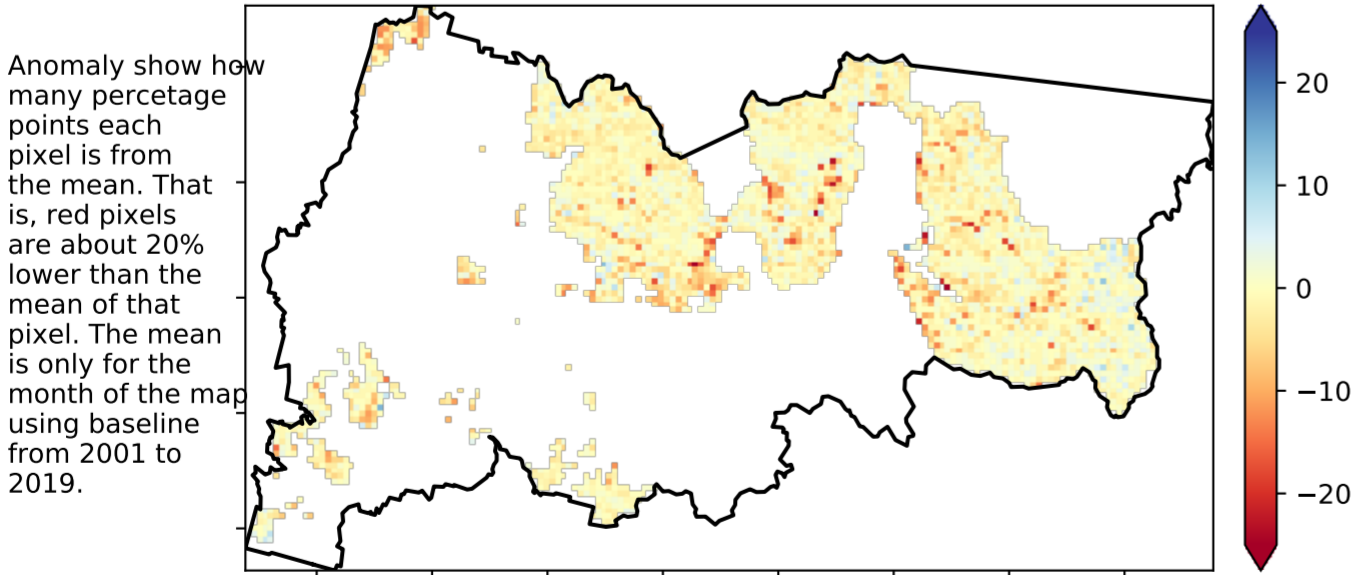 Anomaly show how
many percetage
points each
pixel is from
the mean. That
is, red pixels
are about 20%
lower than the
mean of that
pixel. The mean
is only for the
month of the map
using baseline
from 2001 to
2019.
20
10
0
−10
−20